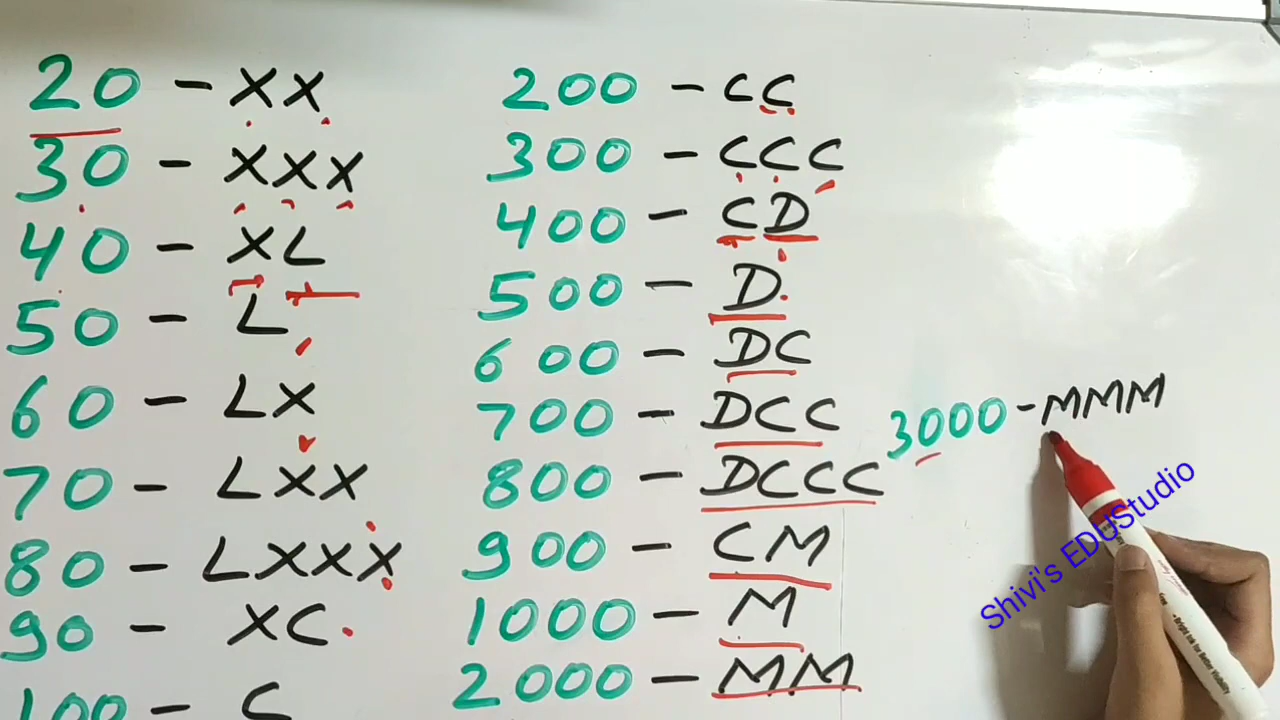 20 - XX
30 - XXX
40 - XL
50 - L
60 - LX
70 - LXX
80 - LXXX
90 - XC
100 - C
200 - CC
300 - CCC
400 - CD
500 - D
600 - DC
700 - DCC
800 - DCCC
900 - CM
1000 - M
2000 - MM
3000 - MMM
Shivi's EDUStudio